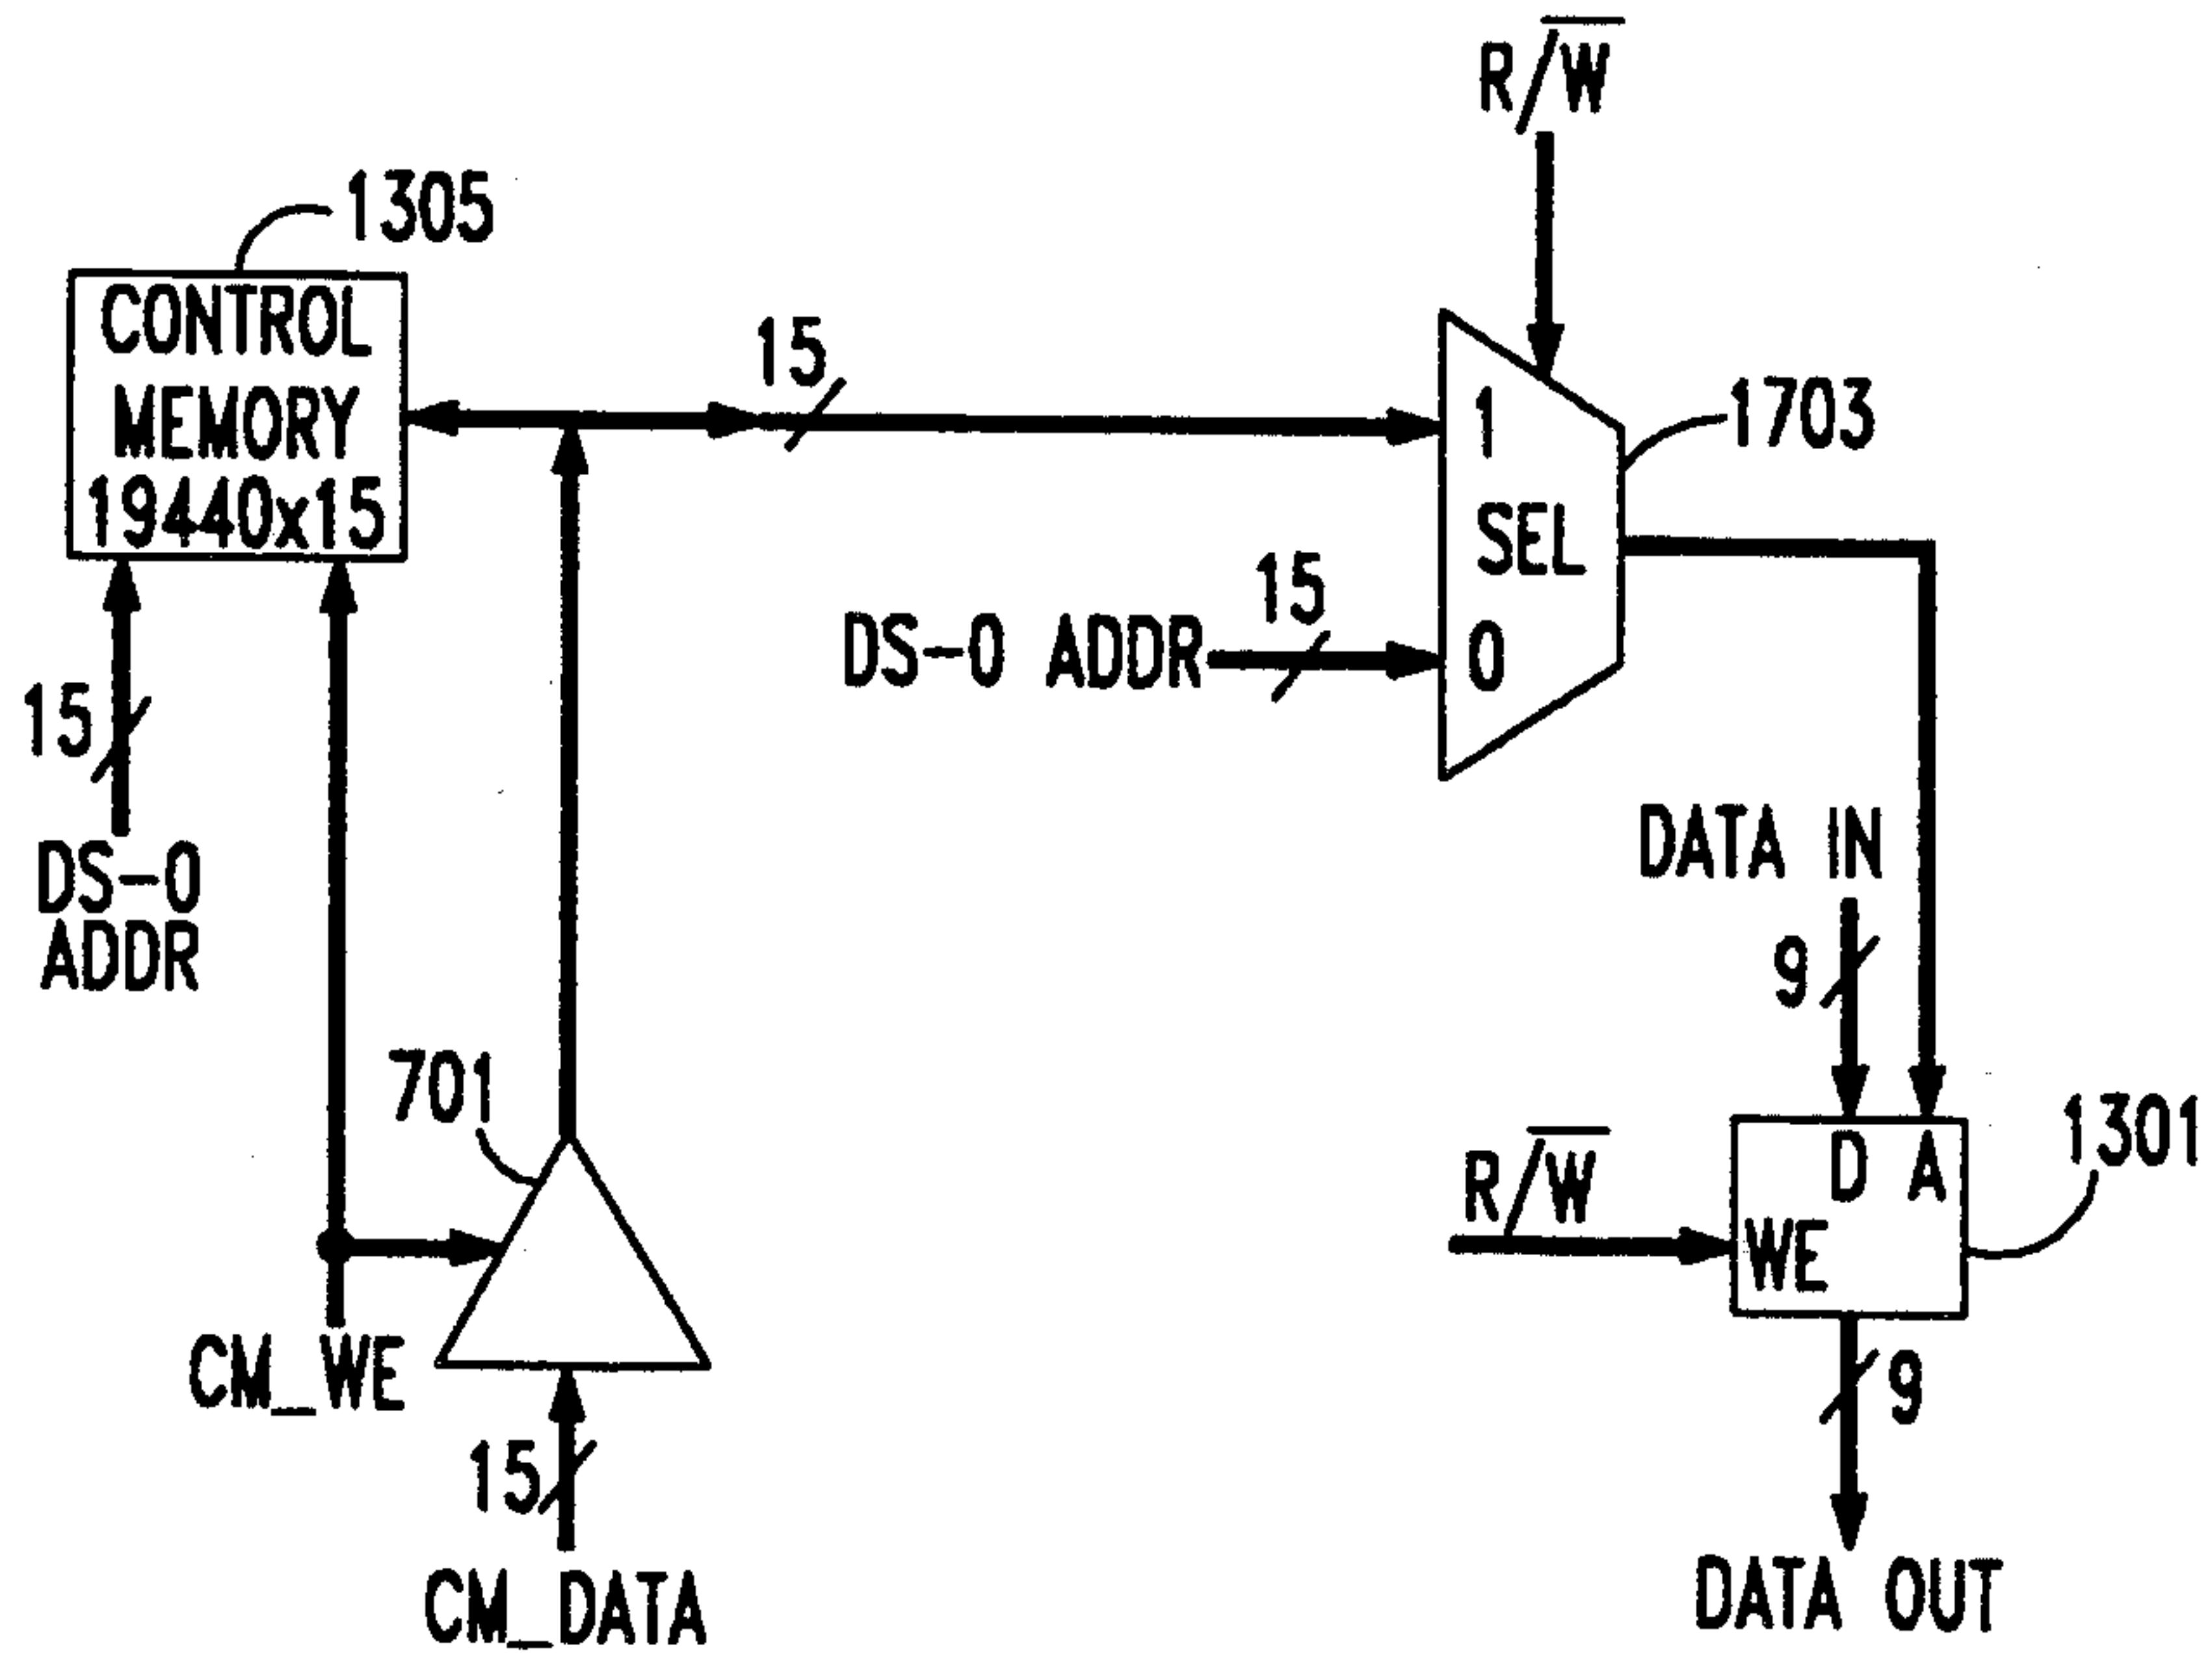 R/W̅
1305
CONTROL
MEMORY
19440x15
15
1
SEL
0
1703
15
DS-0 ADDR
15
DS-0
ADDR
DATA IN
9
701
D A
WE
1301
R/W̅
CM_WE
9
15
CM_DATA
DATA OUT